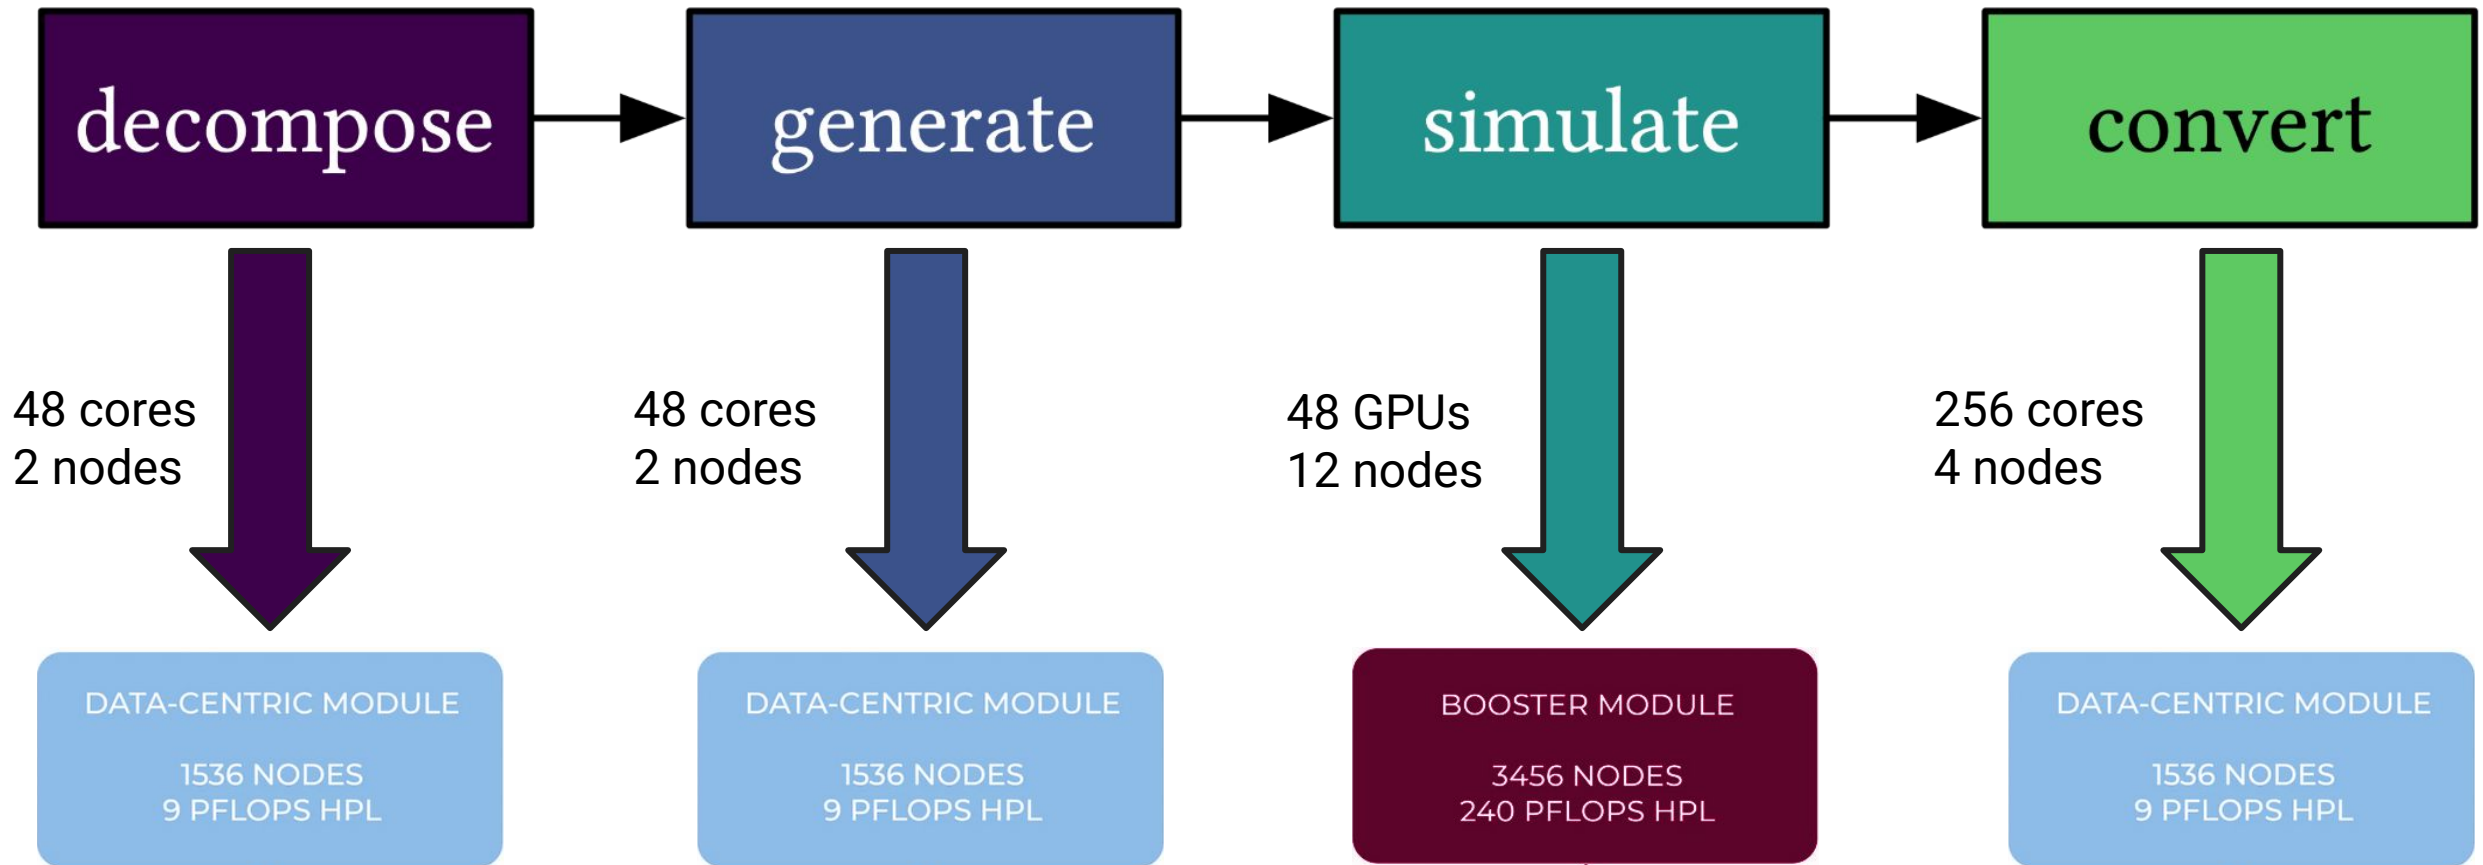 decompose
generate
simulate
convert
48 cores
2 nodes
48 cores
2 nodes
48 GPUs
12 nodes
256 cores
4 nodes
DATA-CENTRIC MODULE
1536 NODES
9 PFLOPS HPL
DATA-CENTRIC MODULE
1536 NODES
9 PFLOPS HPL
BOOSTER MODULE
3456 NODES
240 PFLOPS HPL
DATA-CENTRIC MODULE
1536 NODES
9 PFLOPS HPL